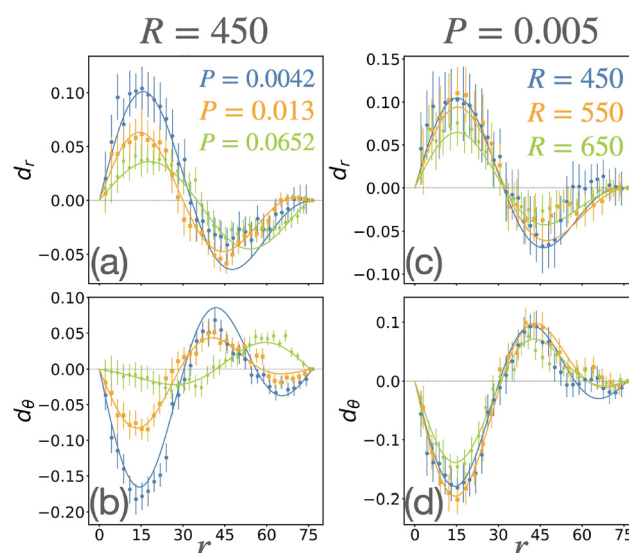 R = 450
P = 0.005
0.10
0.05
0.00
−0.05
d_r
P = 0.0042
P = 0.013
P = 0.0652
(a)
0.15
0.10
0.05
0.00
−0.05
−0.10
d_r
R = 450
R = 550
R = 650
(c)
0.10
0.05
0.00
−0.05
−0.10
−0.15
−0.20
d_θ
(b)
0 15 30 45 60 75
r
0.1
0.0
−0.1
−0.2
d_θ
(d)
0 15 30 45 60 75
r